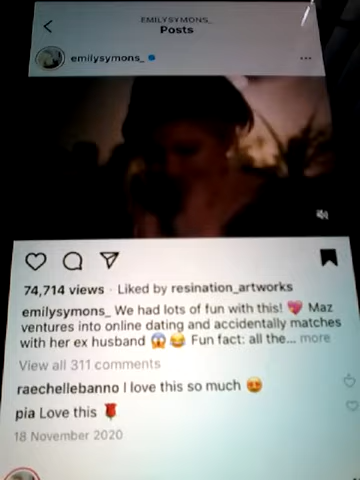 EMILYSYMONS_
Posts
emilysymons_
74,714 views · Liked by resination_artworks
emilysymons_ We had lots of fun with this! 💖 Maz
ventures into online dating and accidentally matches
with her ex husband 😱😂 Fun fact: all the... more
View all 311 comments
raechellebanno I love this so much 😍
pia Love this 🌹
18 November 2020